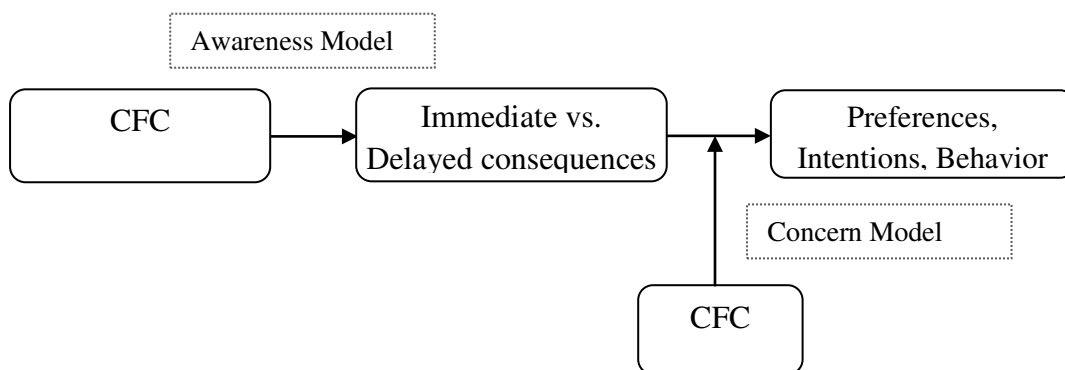 Awareness Model
CFC
Immediate vs.
Delayed consequences
Preferences,
Intentions, Behavior
Concern Model
CFC